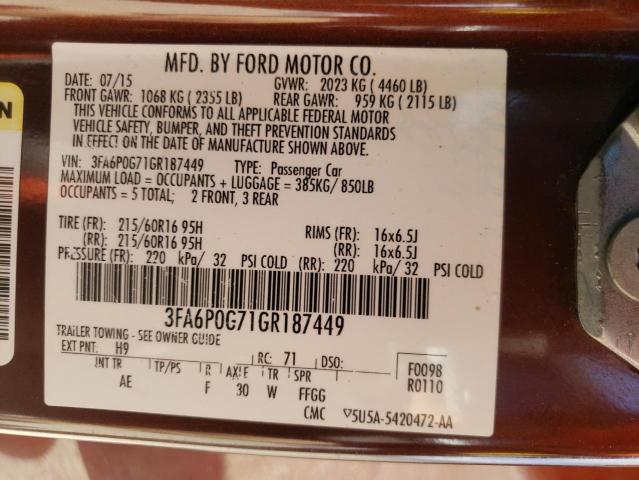 MFD. BY FORD MOTOR CO.
DATE: 07/15 GVWR: 2023 KG ( 4460 LB)
FRONT GAWR: 1068 KG ( 2355 LB) REAR GAWR: 959 KG ( 2115 LB)
THIS VEHICLE CONFORMS TO ALL APPLICABLE FEDERAL MOTOR
VEHICLE SAFETY, BUMPER, AND THEFT PREVENTION STANDARDS
IN EFFECT ON THE DATE OF MANUFACTURE SHOWN ABOVE.
VIN: 3FA6P0G71GR187449 TYPE: Passenger Car
MAXIMUM LOAD = OCCUPANTS + LUGGAGE = 385KG/ 850LB
OCCUPANTS = 5 TOTAL; 2 FRONT, 3 REAR
TIRE (FR): 215/60R16 95H RIMS (FR): 16x6.5J
(RR): 215/60R16 95H (RR): 16x6.5J
PRESSURE (FR): 220 kPa/ 32 PSI COLD (RR): 220 kPa/ 32 PSI COLD
3FA6P0G71GR187449
TRAILER TOWING - SEE OWNER GUIDE
EXT PNT: H9 RC: 71 DSO: F0098
R0110
INT TR TP/PS R AXLE TR SPR
AE F 30 W FFGG
CMC 5U5A-5420472-AA